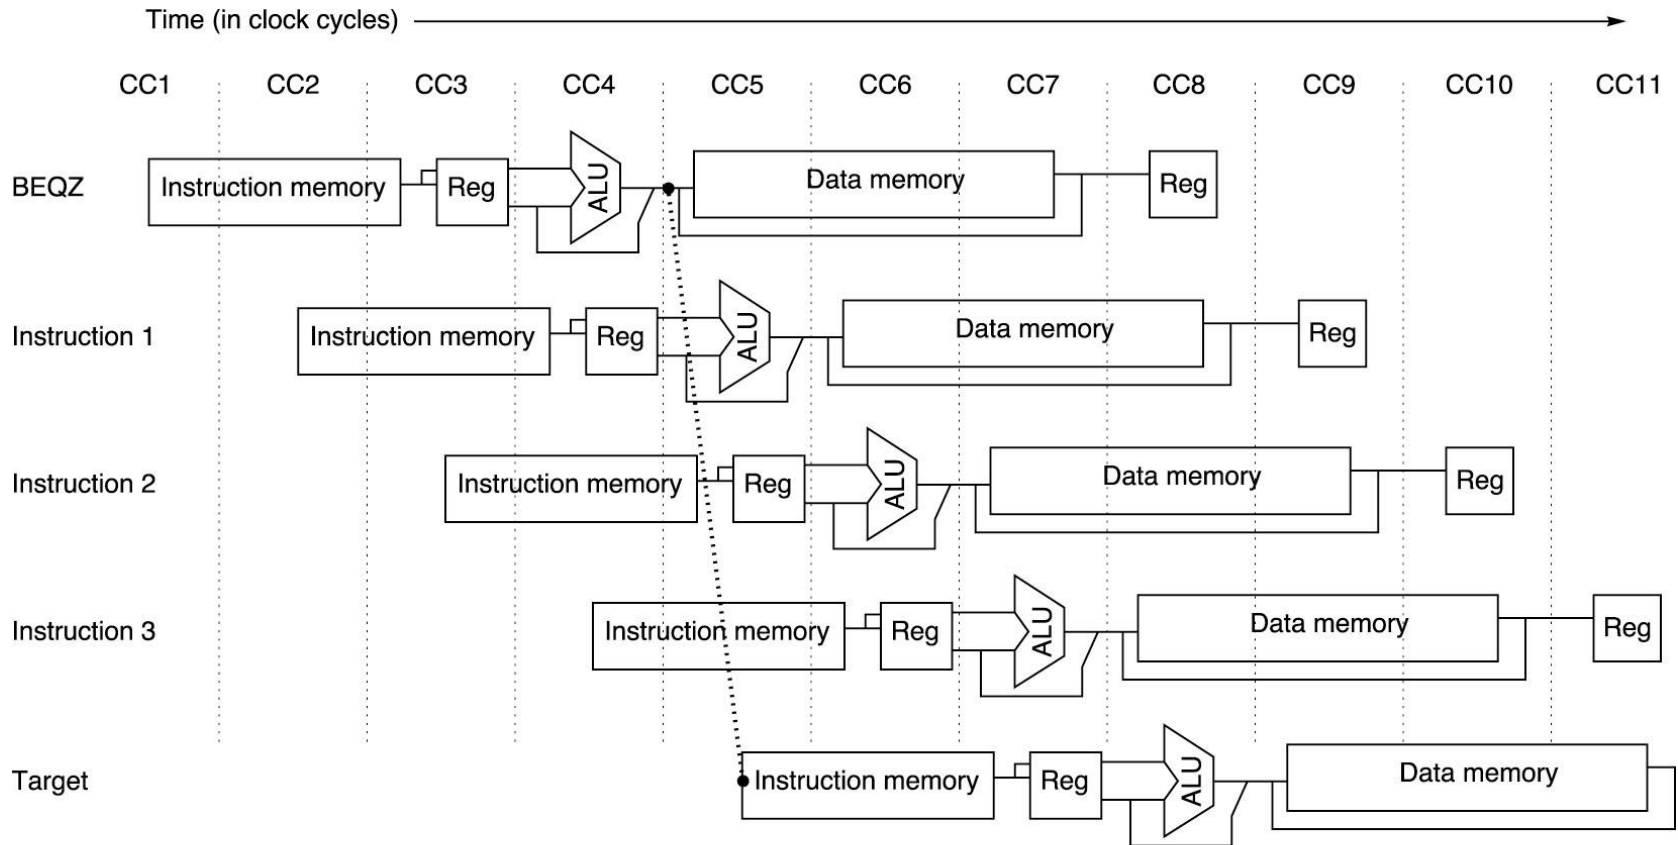 Time (in clock cycles)
CC1 CC2 CC3 CC4 CC5 CC6 CC7 CC8 CC9 CC10 CC11
BEQZ Instruction memory Reg ALU Data memory Reg
Instruction 1 Instruction memory Reg ALU Data memory Reg
Instruction 2 Instruction memory Reg ALU Data memory Reg
Instruction 3 Instruction memory Reg ALU Data memory Reg
Target Instruction memory Reg ALU Data memory